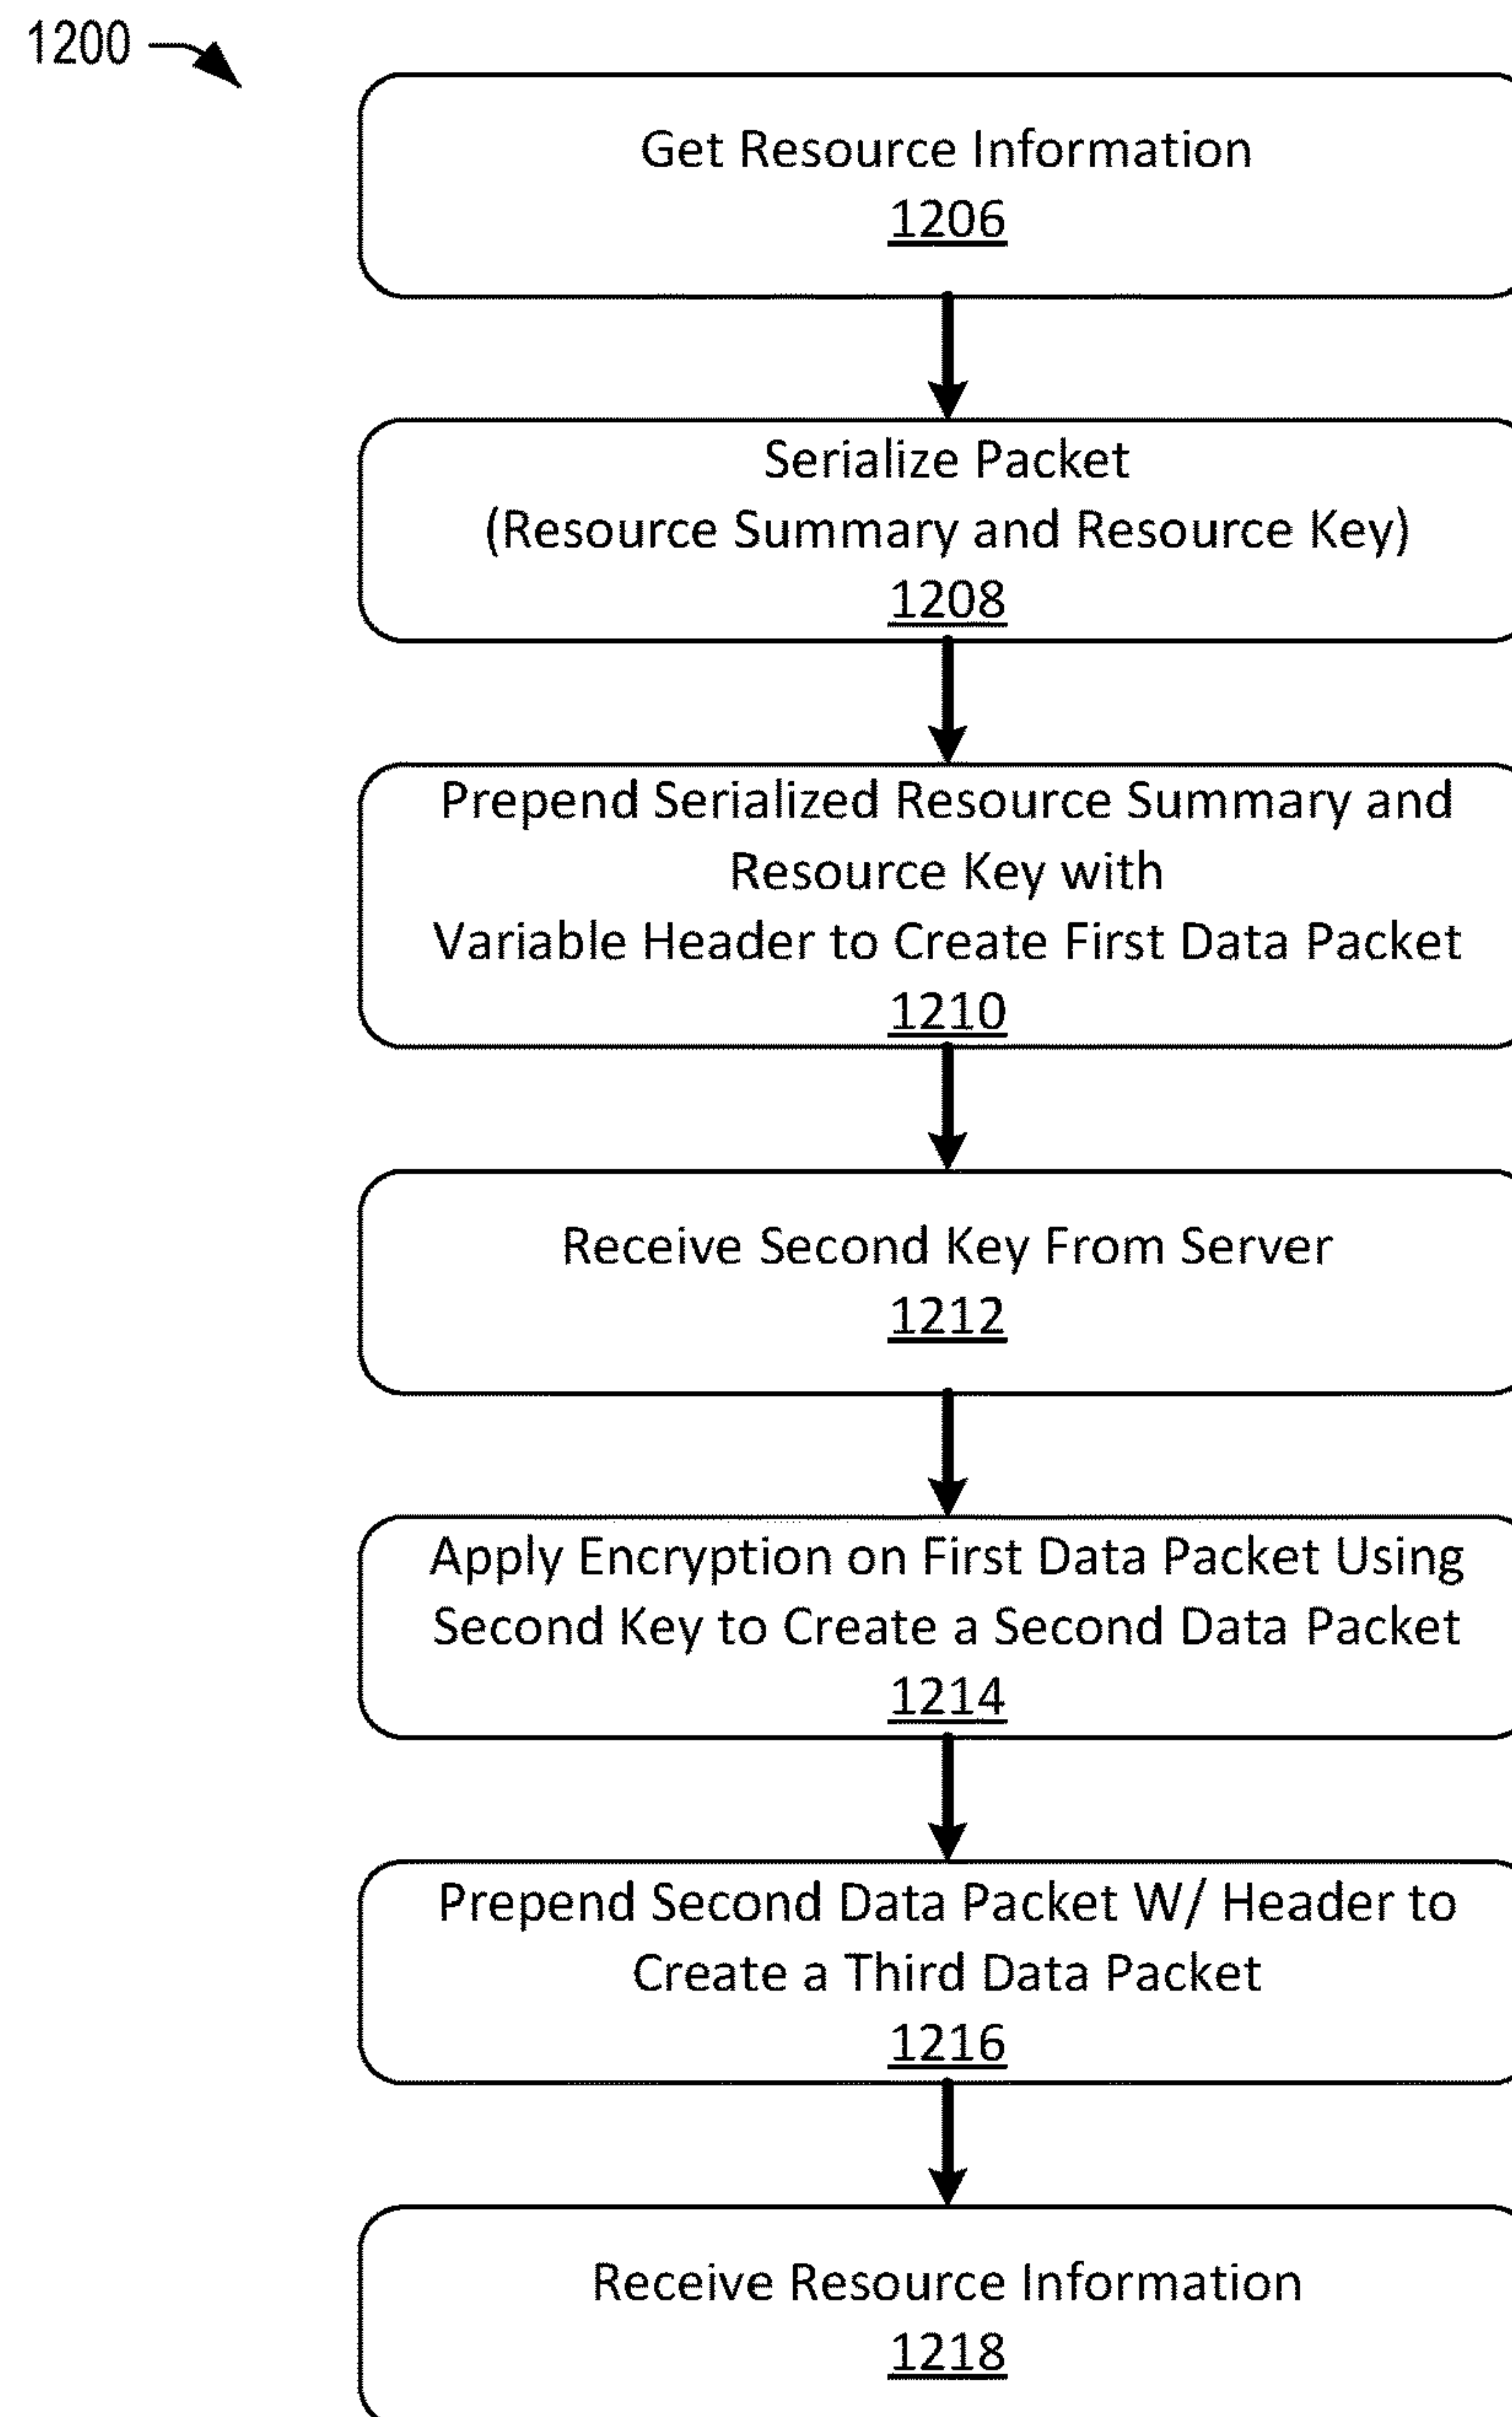 1200
Get Resource Information
1206
Serialize Packet
(Resource Summary and Resource Key)
1208
Prepend Serialized Resource Summary and
Resource Key with
Variable Header to Create First Data Packet
1210
Receive Second Key From Server
1212
Apply Encryption on First Data Packet Using
Second Key to Create a Second Data Packet
1214
Prepend Second Data Packet W/ Header to
Create a Third Data Packet
1216
Receive Resource Information
1218